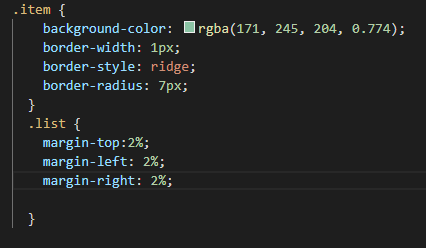 .item {
background-color: rgba(171, 245, 204, 0.774);
border-width: 1px;
border-style: ridge;
border-radius: 7px;
}
.list {
margin-top:2%;
margin-left: 2%;
margin-right: 2%;
}